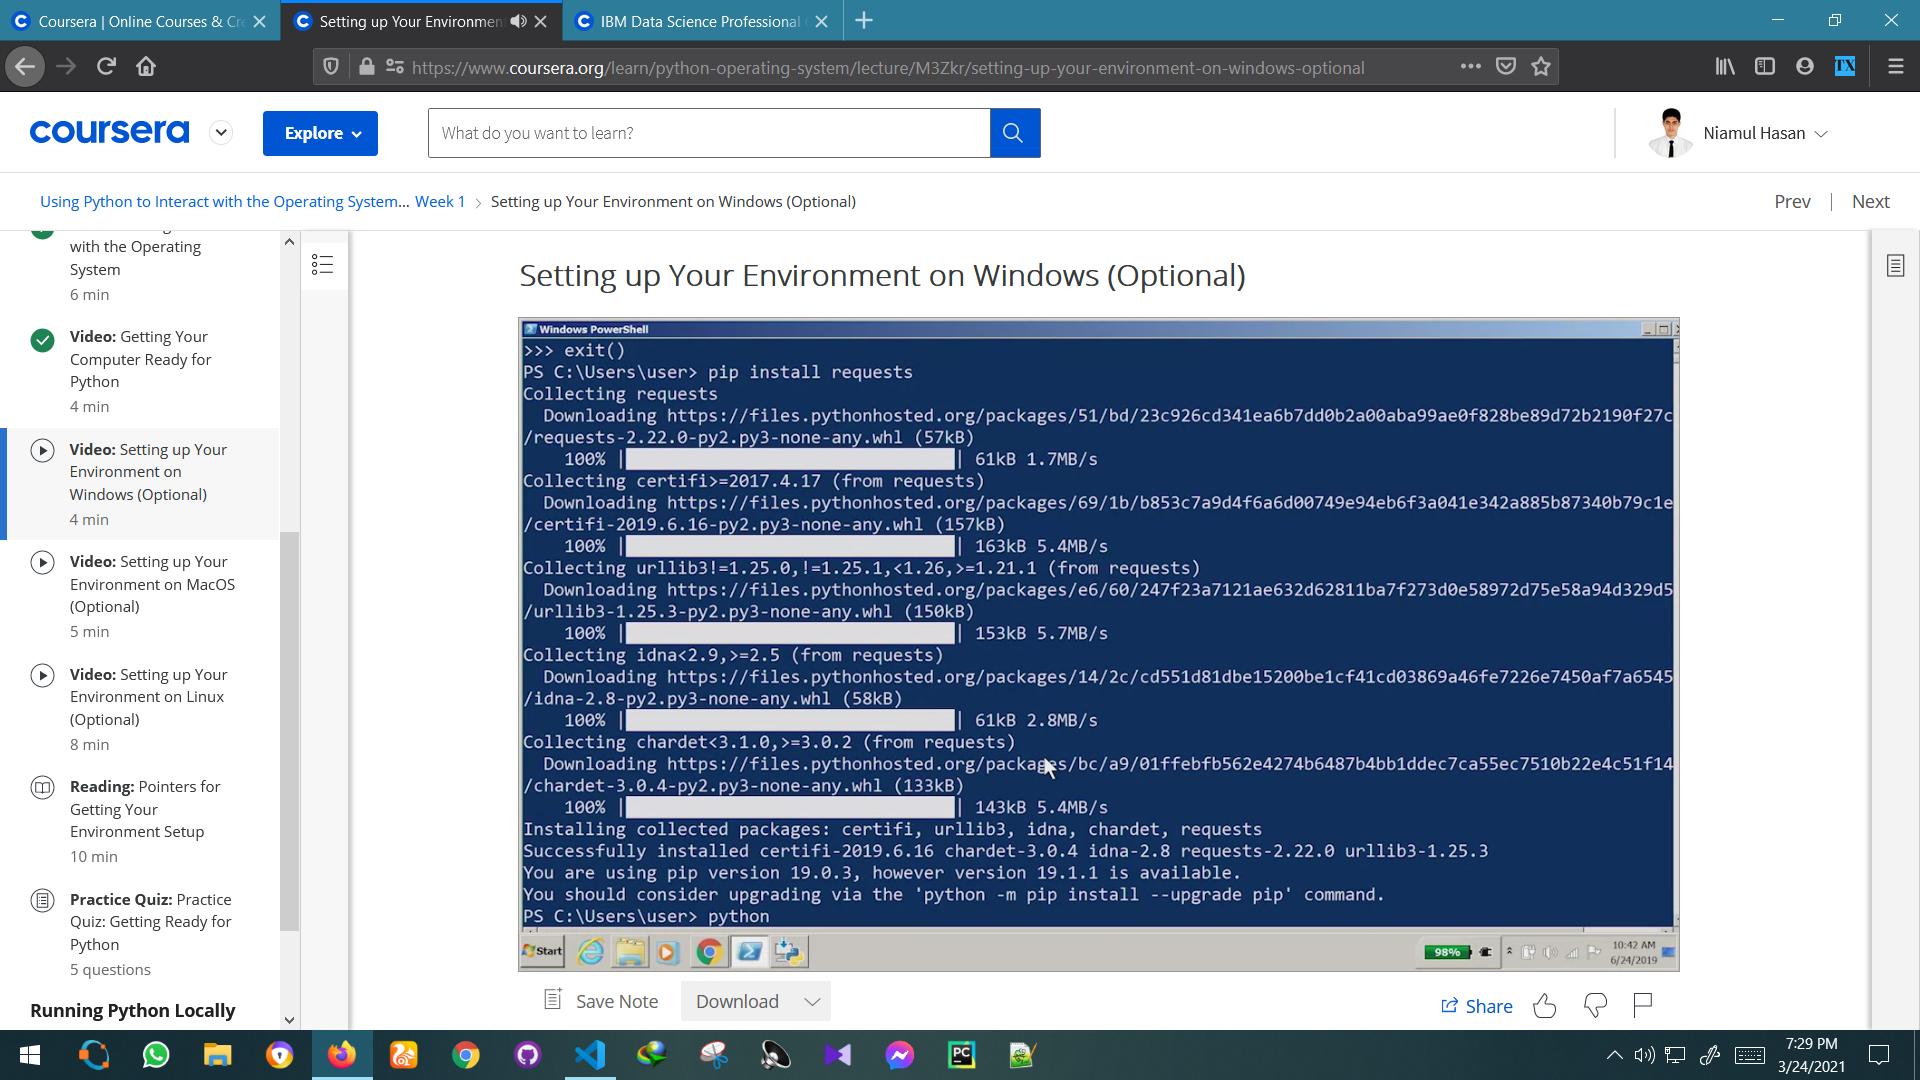 Coursera | Online Courses & Cr
Setting up Your Environmen
IBM Data Science Professional
https://www.coursera.org/learn/python-operating-system/lecture/M3Zkr/setting-up-your-environment-on-windows-optional
TX
coursera
Explore
What do you want to learn?
Niamul Hasan
Using Python to Interact with the Operating System... Week 1 > Setting up Your Environment on Windows (Optional)
Prev | Next
with the Operating
System
6 min
Video: Getting Your
Computer Ready for
Python
4 min
Video: Setting up Your
Environment on
Windows (Optional)
4 min
Video: Setting up Your
Environment on MacOS
(Optional)
5 min
Video: Setting up Your
Environment on Linux
(Optional)
8 min
Reading: Pointers for
Getting Your
Environment Setup
10 min
Practice Quiz: Practice
Quiz: Getting Ready for
Python
5 questions
Running Python Locally
Setting up Your Environment on Windows (Optional)
Windows PowerShell
>>> exit()
PS C:\Users\user> pip install requests
Collecting requests
Downloading https://files.pythonhosted.org/packages/51/bd/23c926cd341ea6b7dd0b2a00aba99ae0f828be89d72b2190f27c
/requests-2.22.0-py2.py3-none-any.whl (57kB)
100% | | 61kB 1.7MB/s
Collecting certifi>=2017.4.17 (from requests)
Downloading https://files.pythonhosted.org/packages/69/1b/b853c7a9d4f6a6d00749e94eb6f3a041e342a885b87340b79c1e
/certifi-2019.6.16-py2.py3-none-any.whl (157kB)
100% | | 163kB 5.4MB/s
Collecting urllib3!=1.25.0,!=1.25.1,<1.26,>=1.21.1 (from requests)
Downloading https://files.pythonhosted.org/packages/e6/60/247f23a7121ae632d62811ba7f273d0e58972d75e58a94d329d5
/urllib3-1.25.3-py2.py3-none-any.whl (150kB)
100% | | 153kB 5.7MB/s
Collecting idna<2.9,>=2.5 (from requests)
Downloading https://files.pythonhosted.org/packages/14/2c/cd551d81dbe15200be1cf41cd03869a46fe7226e7450af7a6545
/idna-2.8-py2.py3-none-any.whl (58kB)
100% | | 61kB 2.8MB/s
Collecting chardet<3.1.0,>=3.0.2 (from requests)
Downloading https://files.pythonhosted.org/packages/bc/a9/01ffebfb562e4274b6487b4bb1ddec7ca55ec7510b22e4c51f14
/chardet-3.0.4-py2.py3-none-any.whl (133kB)
100% | | 143kB 5.4MB/s
Installing collected packages: certifi, urllib3, idna, chardet, requests
Successfully installed certifi-2019.6.16 chardet-3.0.4 idna-2.8 requests-2.22.0 urllib3-1.25.3
You are using pip version 19.0.3, however version 19.1.1 is available.
You should consider upgrading via the 'python -m pip install --upgrade pip' command.
PS C:\Users\user> python
Start
98%
10:42 AM
6/24/2019
Save Note
Download
Share
PC
7:29 PM
3/24/2021